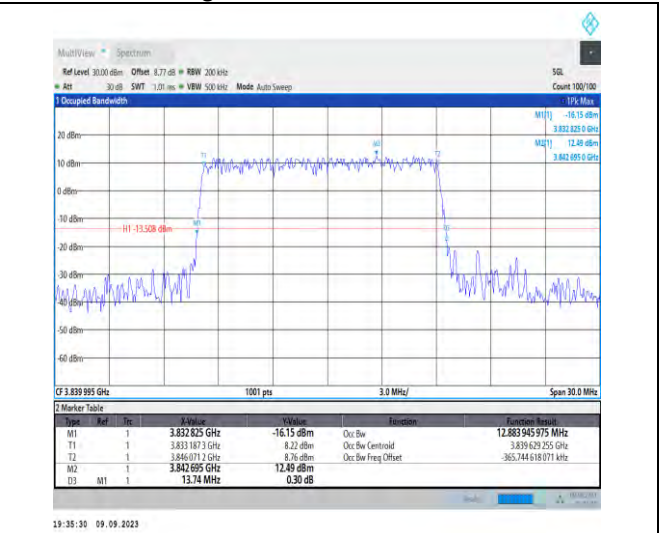 MultiView Spectrum
Ref Level 30.00 dBm Offset 8.77 dB RBW 200 kHz SGL
Att 30 dB SWT 1.01 ms VBW 500 kHz Mode Auto Sweep Count 100/100
1 Occupied Bandwidth 1Pk Max
M1[1] -16.15 dBm
3.832 825 0 GHz
M2[1] 12.49 dBm
3.842 695 0 GHz
20 dBm
M2
T1 T2
10 dBm
0 dBm
-10 dBm
M1
H1 -13.508 dBm
-20 dBm
-30 dBm
-40 dBm
-50 dBm
-60 dBm
CF 3.839 995 GHz 1001 pts 3.0 MHz/ Span 30.0 MHz
2 Marker Table
Type Ref Trc X-Value Y-Value Function Function Result
M1 1 3.832 825 GHz -16.15 dBm Occ Bw 12.883 945 975 MHz
T1 1 3.833 187 3 GHz 8.22 dBm Occ Bw Centroid 3.839 629 255 GHz
T2 1 3.846 071 2 GHz 8.76 dBm Occ Bw Freq Offset -365.744 618 071 kHz
M2 1 3.842 695 GHz 12.49 dBm
D3 M1 1 13.74 MHz 0.30 dB
19:35:30 09.09.2023